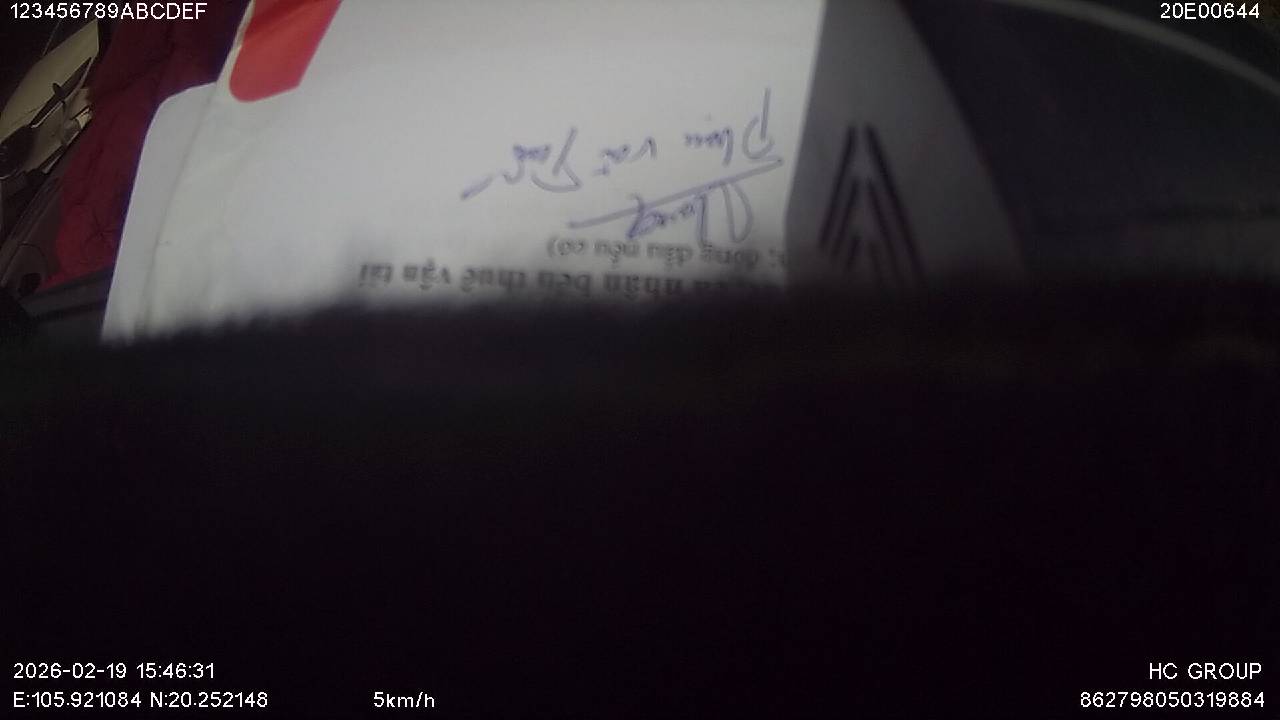 123456789ABCDEF
20E00644
nhân bên thuê vận tải
đóng dấu nếu có)
2026-02-19 15:46:31
E:105.921084 N:20.252148
5km/h
HC GROUP
862798050319884